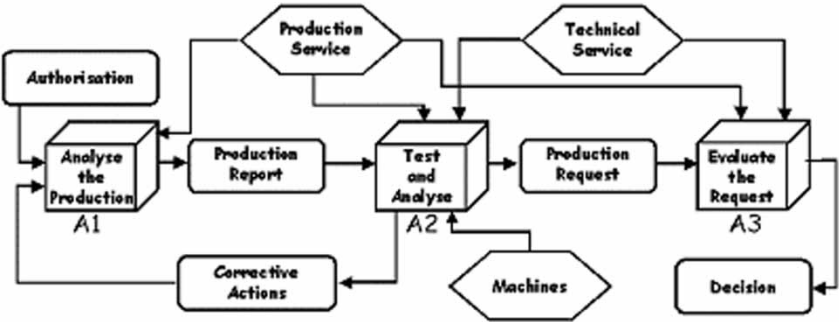 Production
Service
Technical
Service
Authorisation
Analyse
the
Production
A1
Production
Report
Test
and
Analyse
A2
Production
Request
Evaluate
the
Request
A3
Corrective
Actions
Machines
Decision